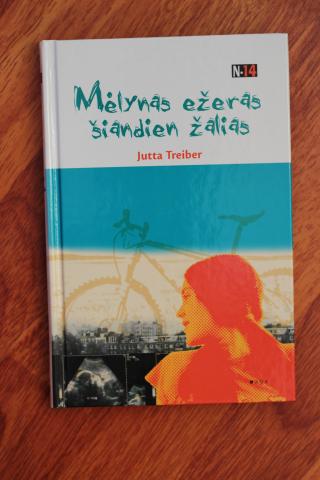 N-14
Mėlynas ežeras
šiandien žalias
Jutta Treiber